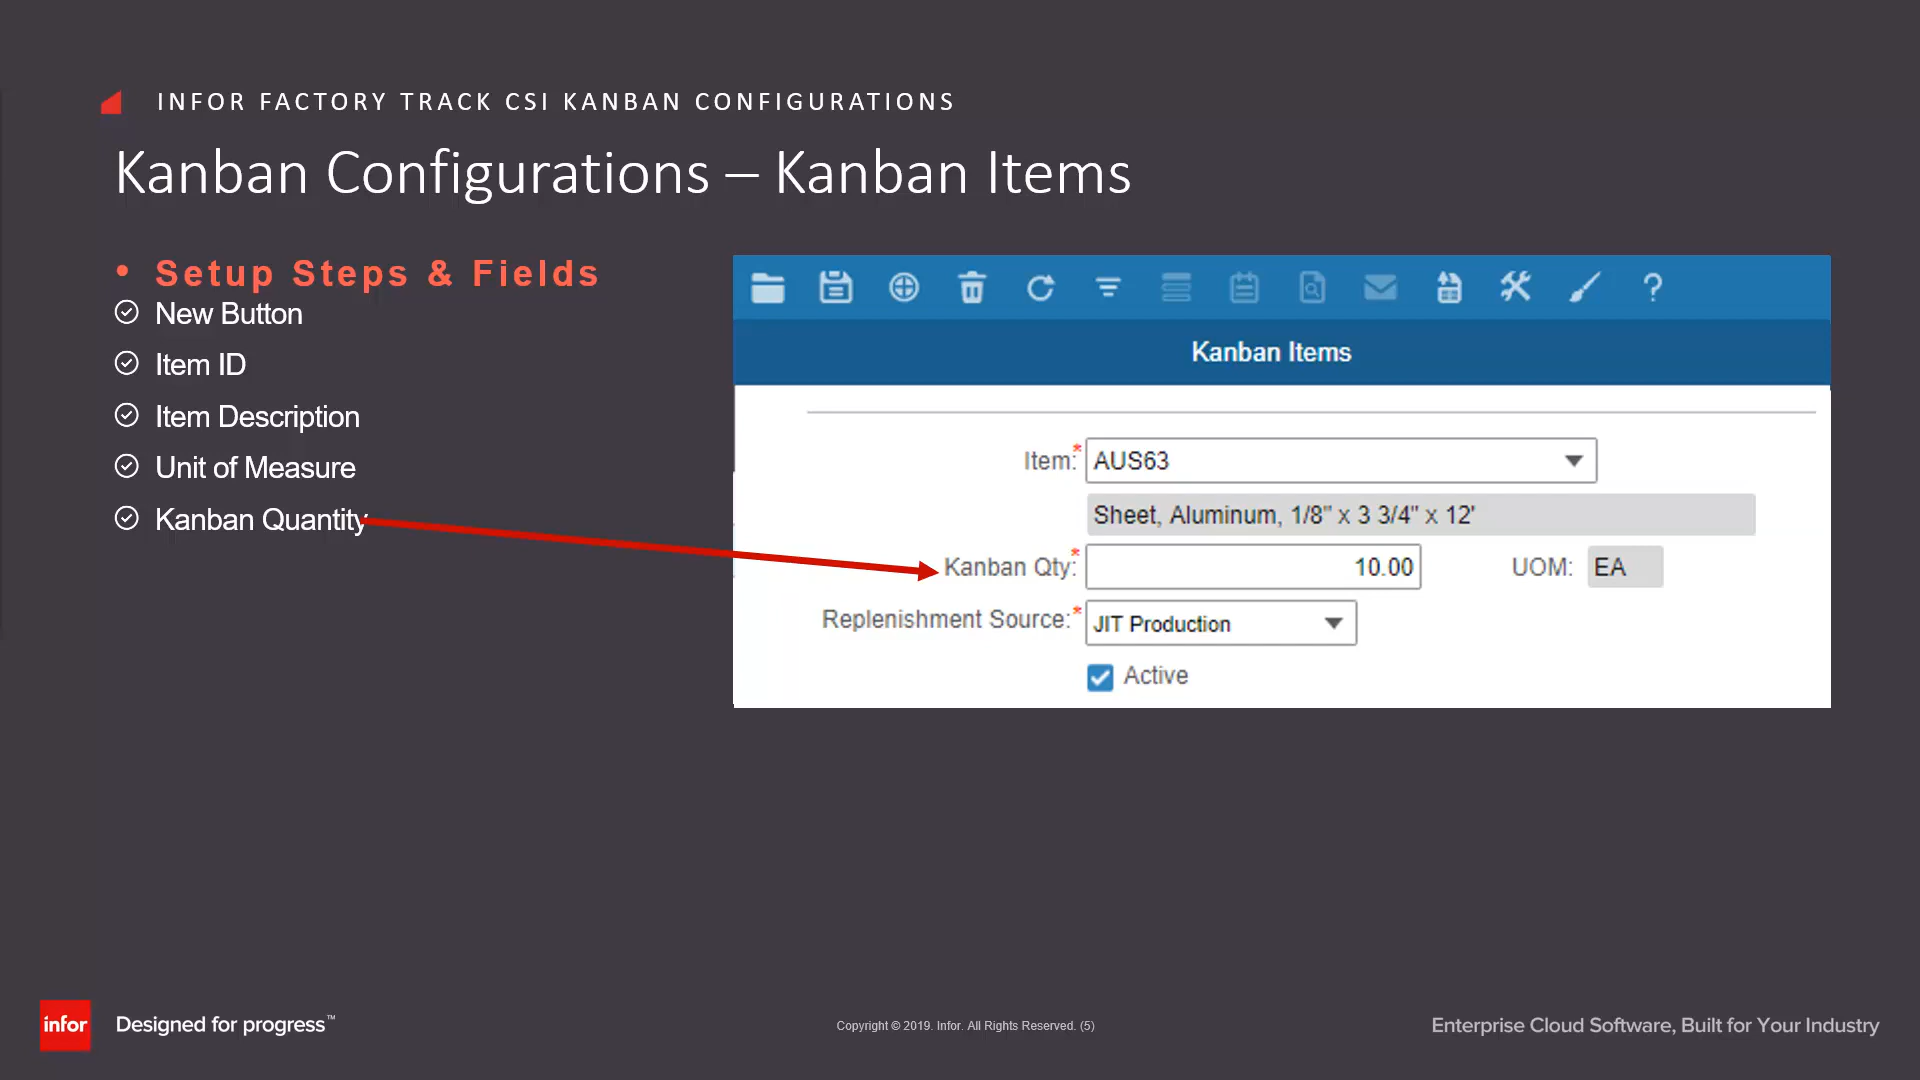 INFOR FACTORY TRACK CSI KANBAN CONFIGURATIONS
Kanban Configurations – Kanban Items
• Setup Steps & Fields
New Button
Item ID
Item Description
Unit of Measure
Kanban Quantity
?
Kanban Items
Item:* AUS63
Sheet, Aluminum, 1/8" x 3 3/4" x 12'
Kanban Qty:* 10.00 UOM: EA
Replenishment Source:* JIT Production
Active
infor Designed for progress™
Copyright © 2019. Infor. All Rights Reserved. (5)
Enterprise Cloud Software, Built for Your Industry